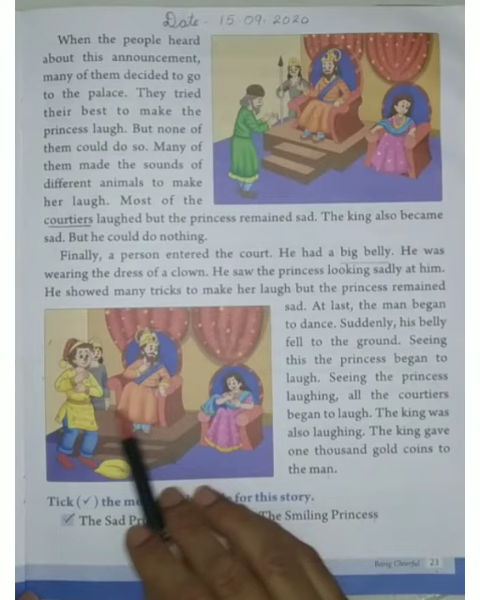 Date - 15.09.2020
When the people heard
about this announcement,
many of them decided to go
to the palace. They tried
their best to make the
princess laugh. But none of
them could do so. Many of
them made the sounds of
different animals to make
her laugh. Most of the
courtiers laughed but the princess remained sad. The king also became
sad. But he could do nothing.
Finally, a person entered the court. He had a big belly. He was
wearing the dress of a clown. He saw the princess looking sadly at him.
He showed many tricks to make her laugh but the princess remained
sad. At last, the man began
to dance. Suddenly, his belly
fell to the ground. Seeing
this the princess began to
laugh. Seeing the princess
laughing, all the courtiers
began to laugh. The king was
also laughing. The king gave
one thousand gold coins to
the man.
Tick (✓) the for this story.
✓ The Sad The Smiling Princess
Being Cheerful 23